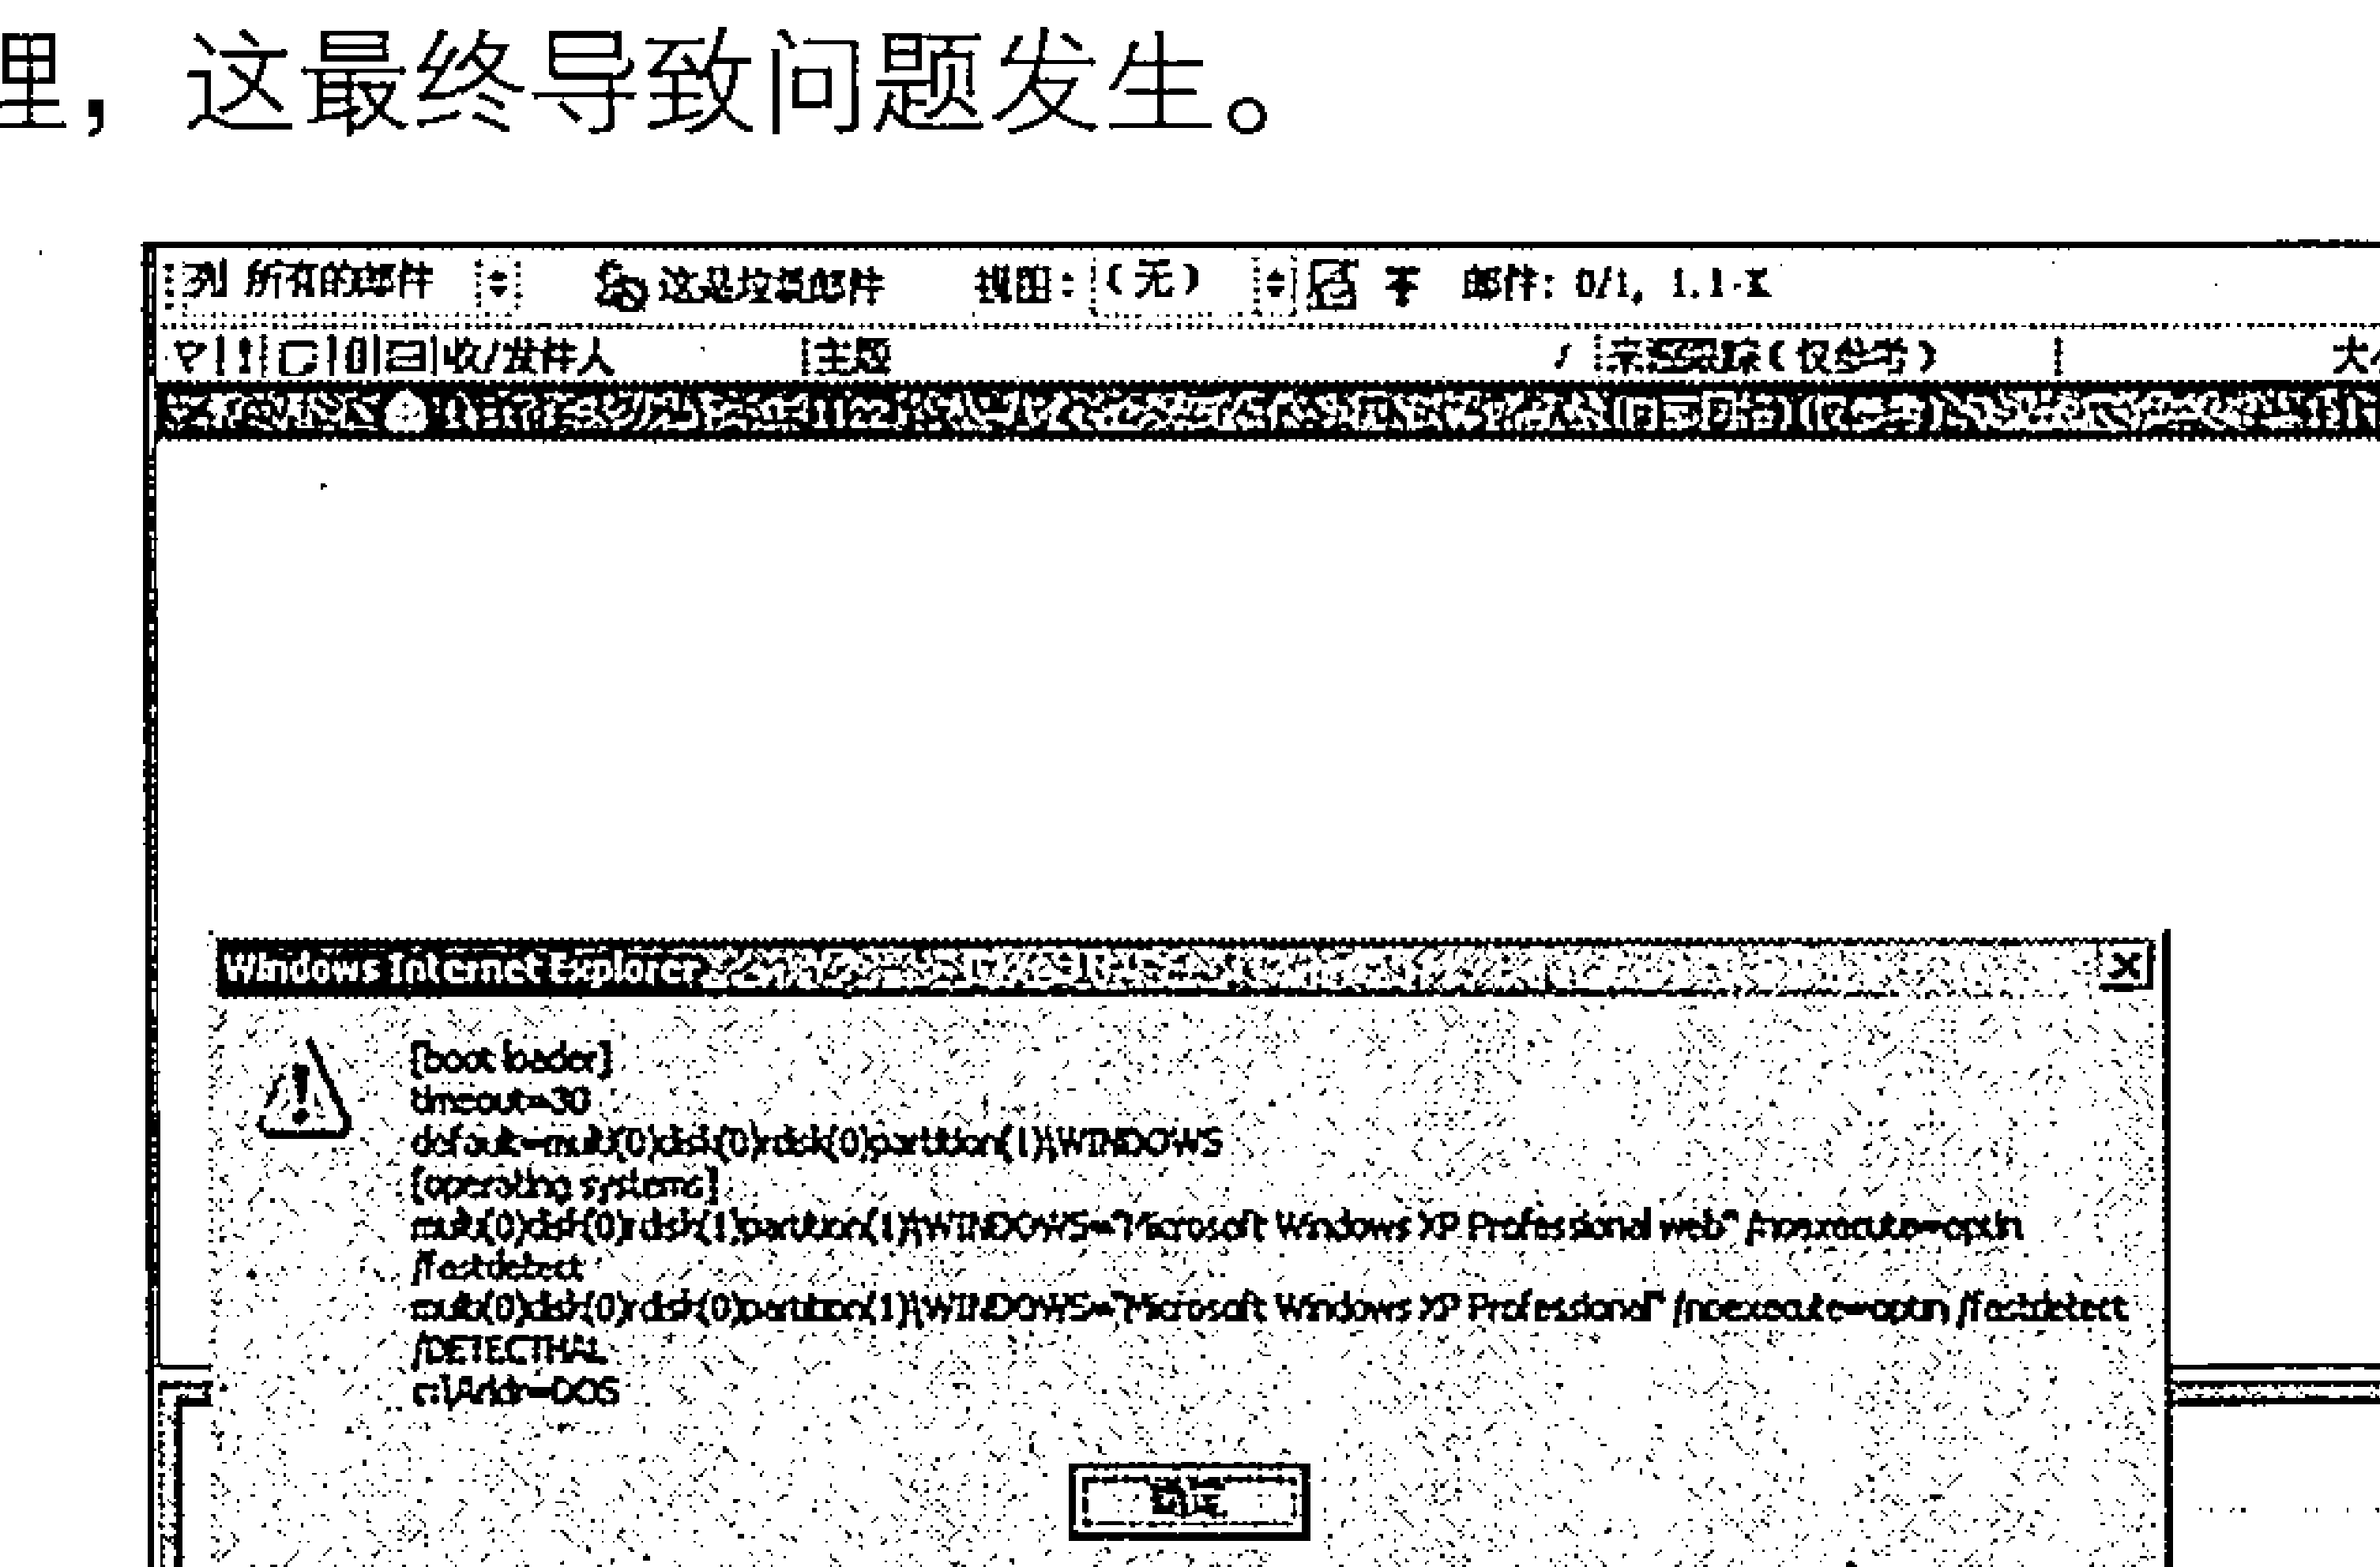 理，这最终导致问题发生。
所有的邮件 这是垃圾邮件 视图：（无） 邮件：0/1, 1.1 K
收/发件人 主题 （仅参考） 大小
Windows Internet Explorer
[boot loader]
timeout=30
default=multi(0)disk(0)rdisk(0)partition(1)\WINDOWS
[operating systems]
multi(0)disk(0)rdisk(1)partition(1)\WINDOWS="Microsoft Windows XP Professional web" /noexecute=optin
/fastdetect
multi(0)disk(0)rdisk(0)partition(1)\WINDOWS="Microsoft Windows XP Professional" /noexecute=optin /fastdetect
/DETECTHAL
确定